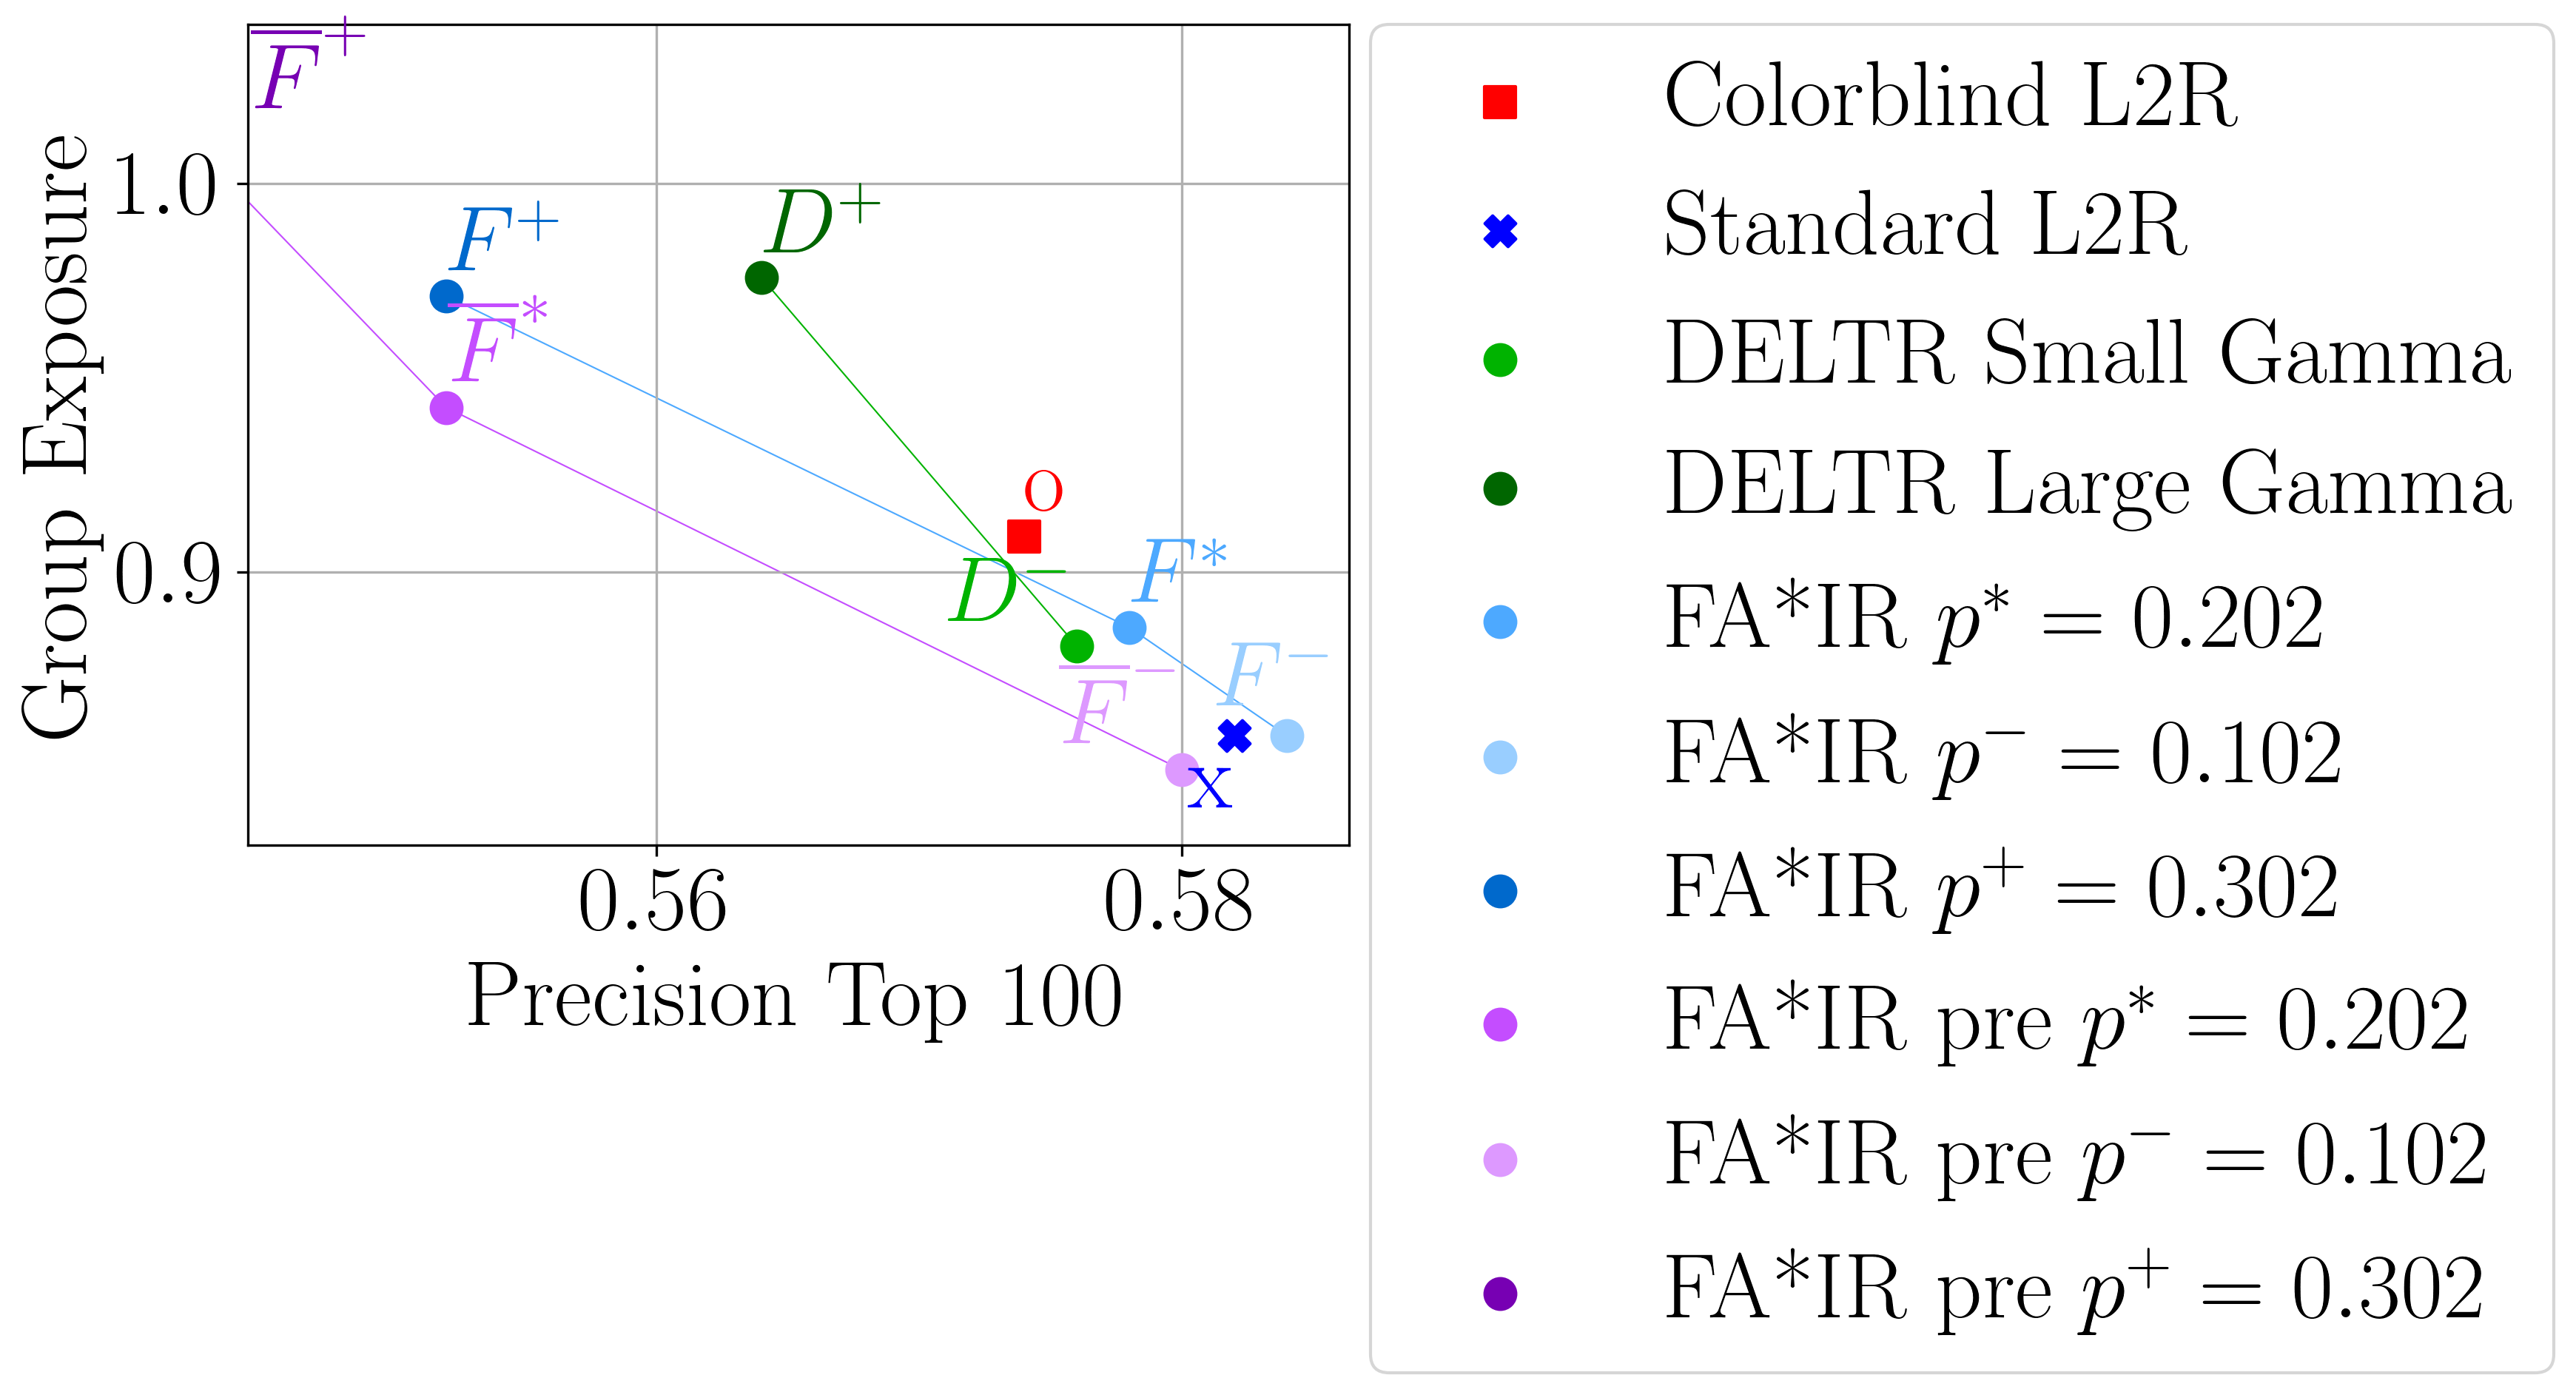 Group Exposure
1.0
0.9
0.56
0.58
Precision Top 100
F̅⁺
F⁺
F̅*
D⁺
O
D⁻
F*
F̅⁻
F⁻
X
Colorblind L2R
Standard L2R
DELTR Small Gamma
DELTR Large Gamma
FA*IR p* = 0.202
FA*IR p⁻ = 0.102
FA*IR p⁺ = 0.302
FA*IR pre p* = 0.202
FA*IR pre p⁻ = 0.102
FA*IR pre p⁺ = 0.302